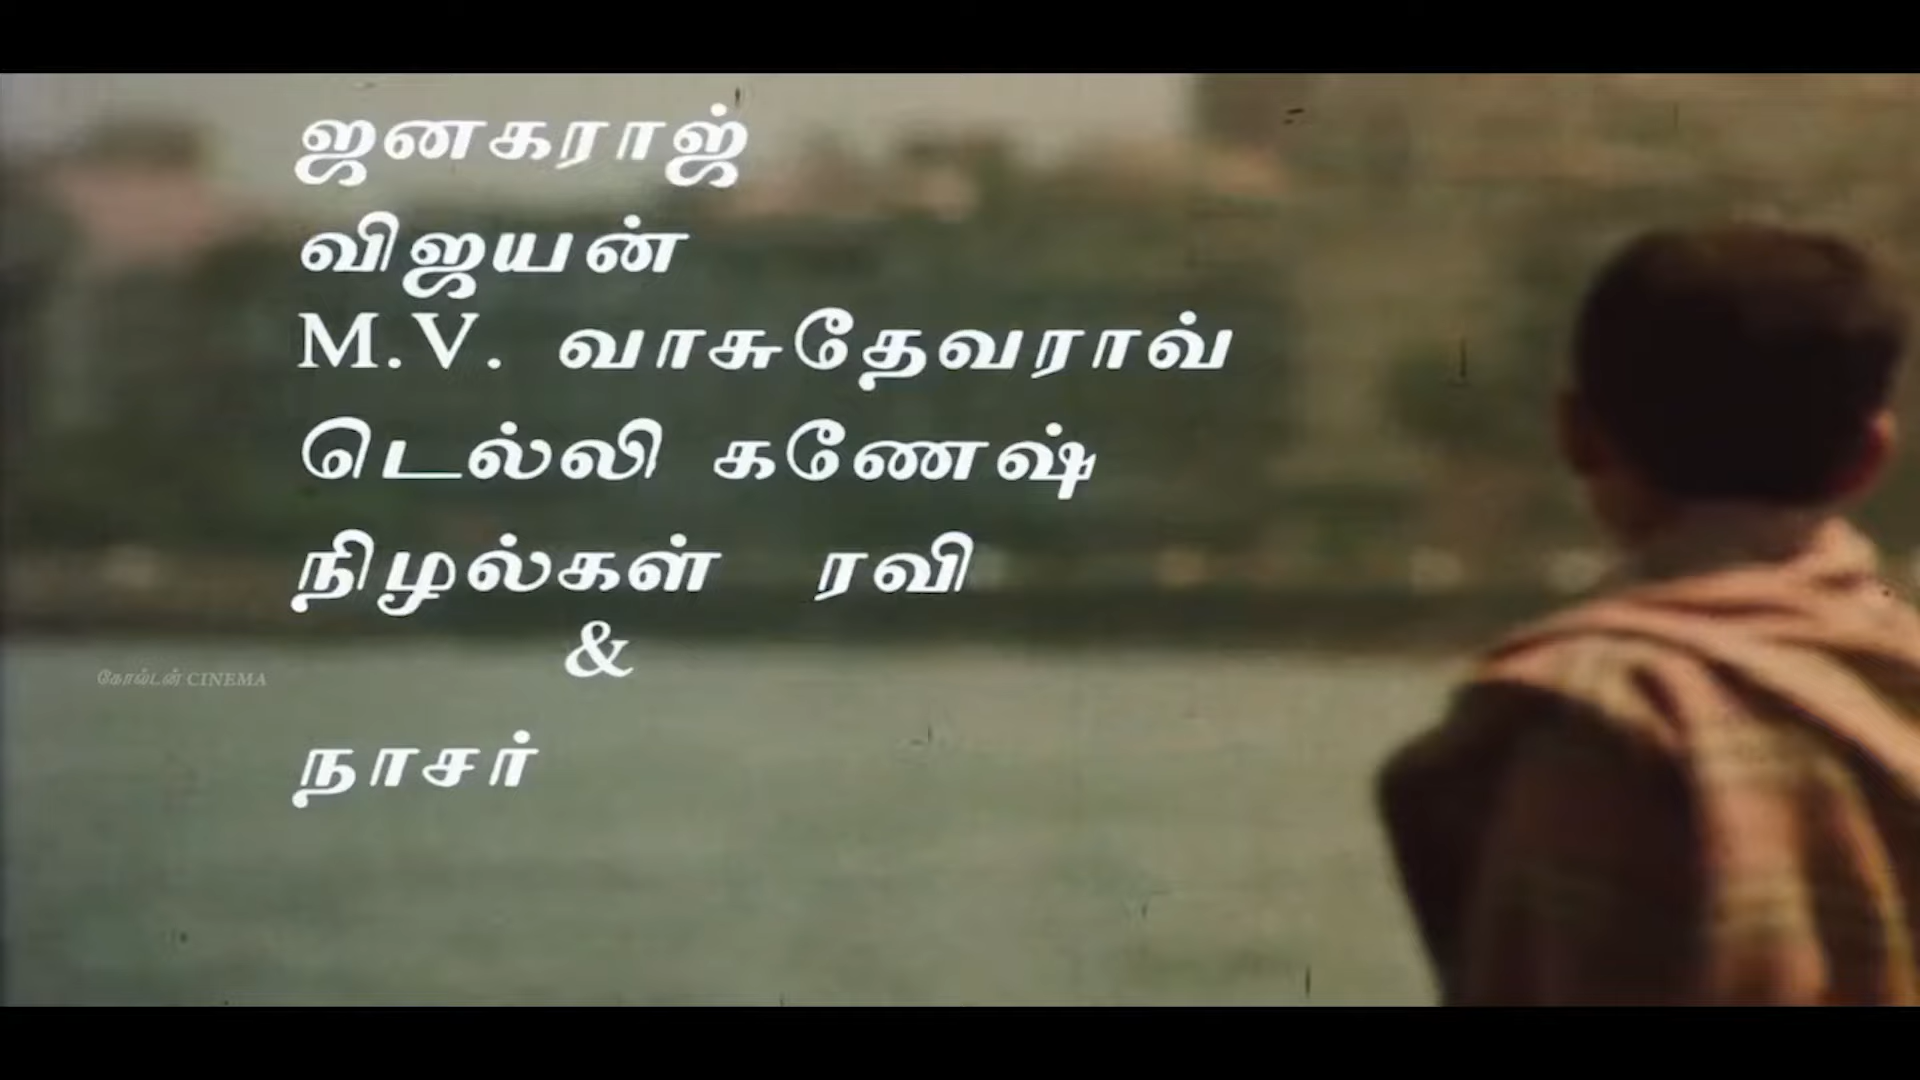 ஜனகராஜ்
விஜயன்
M.V. வாசுதேவராவ்
டெல்லி கணேஷ்
நிழல்கள் ரவி
&
கோல்டன் CINEMA
நாசர்